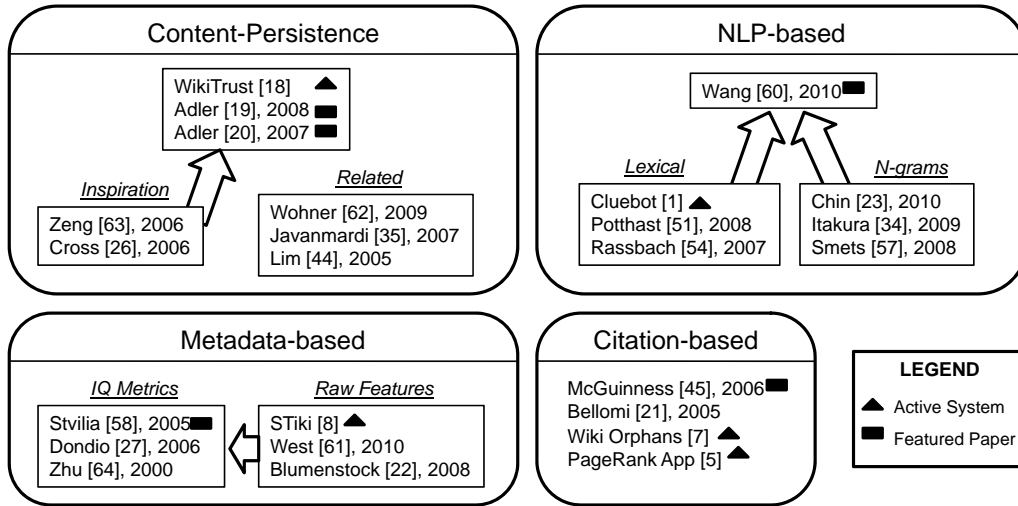 Content-Persistence
WikiTrust [18]
Adler [19], 2008
Adler [20], 2007
Inspiration
Zeng [63], 2006
Cross [26], 2006
Related
Wohner [62], 2009
Javanmardi [35], 2007
Lim [44], 2005
NLP-based
Wang [60], 2010
Lexical
Cluebot [1]
Potthast [51], 2008
Rassbach [54], 2007
N-grams
Chin [23], 2010
Itakura [34], 2009
Smets [57], 2008
Metadata-based
IQ Metrics
Stvilia [58], 2005
Dondio [27], 2006
Zhu [64], 2000
Raw Features
STiki [8]
West [61], 2010
Blumenstock [22], 2008
Citation-based
McGuinness [45], 2006
Bellomi [21], 2005
Wiki Orphans [7]
PageRank App [5]
LEGEND
Active System
Featured Paper